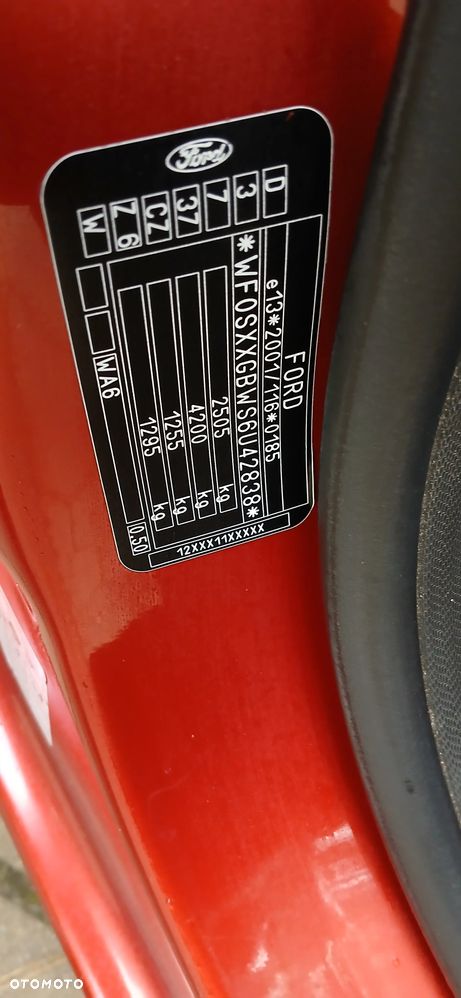 Ford
FORD
e13*2001/116*0185
*WF0SXXGBWS6U42838*
2505 kg
4200 kg
1255 kg
1295 kg
12XXX11XXXXX
10.50
D
3
7
37
CZ
Z6
W
WA6
OTOMOTO